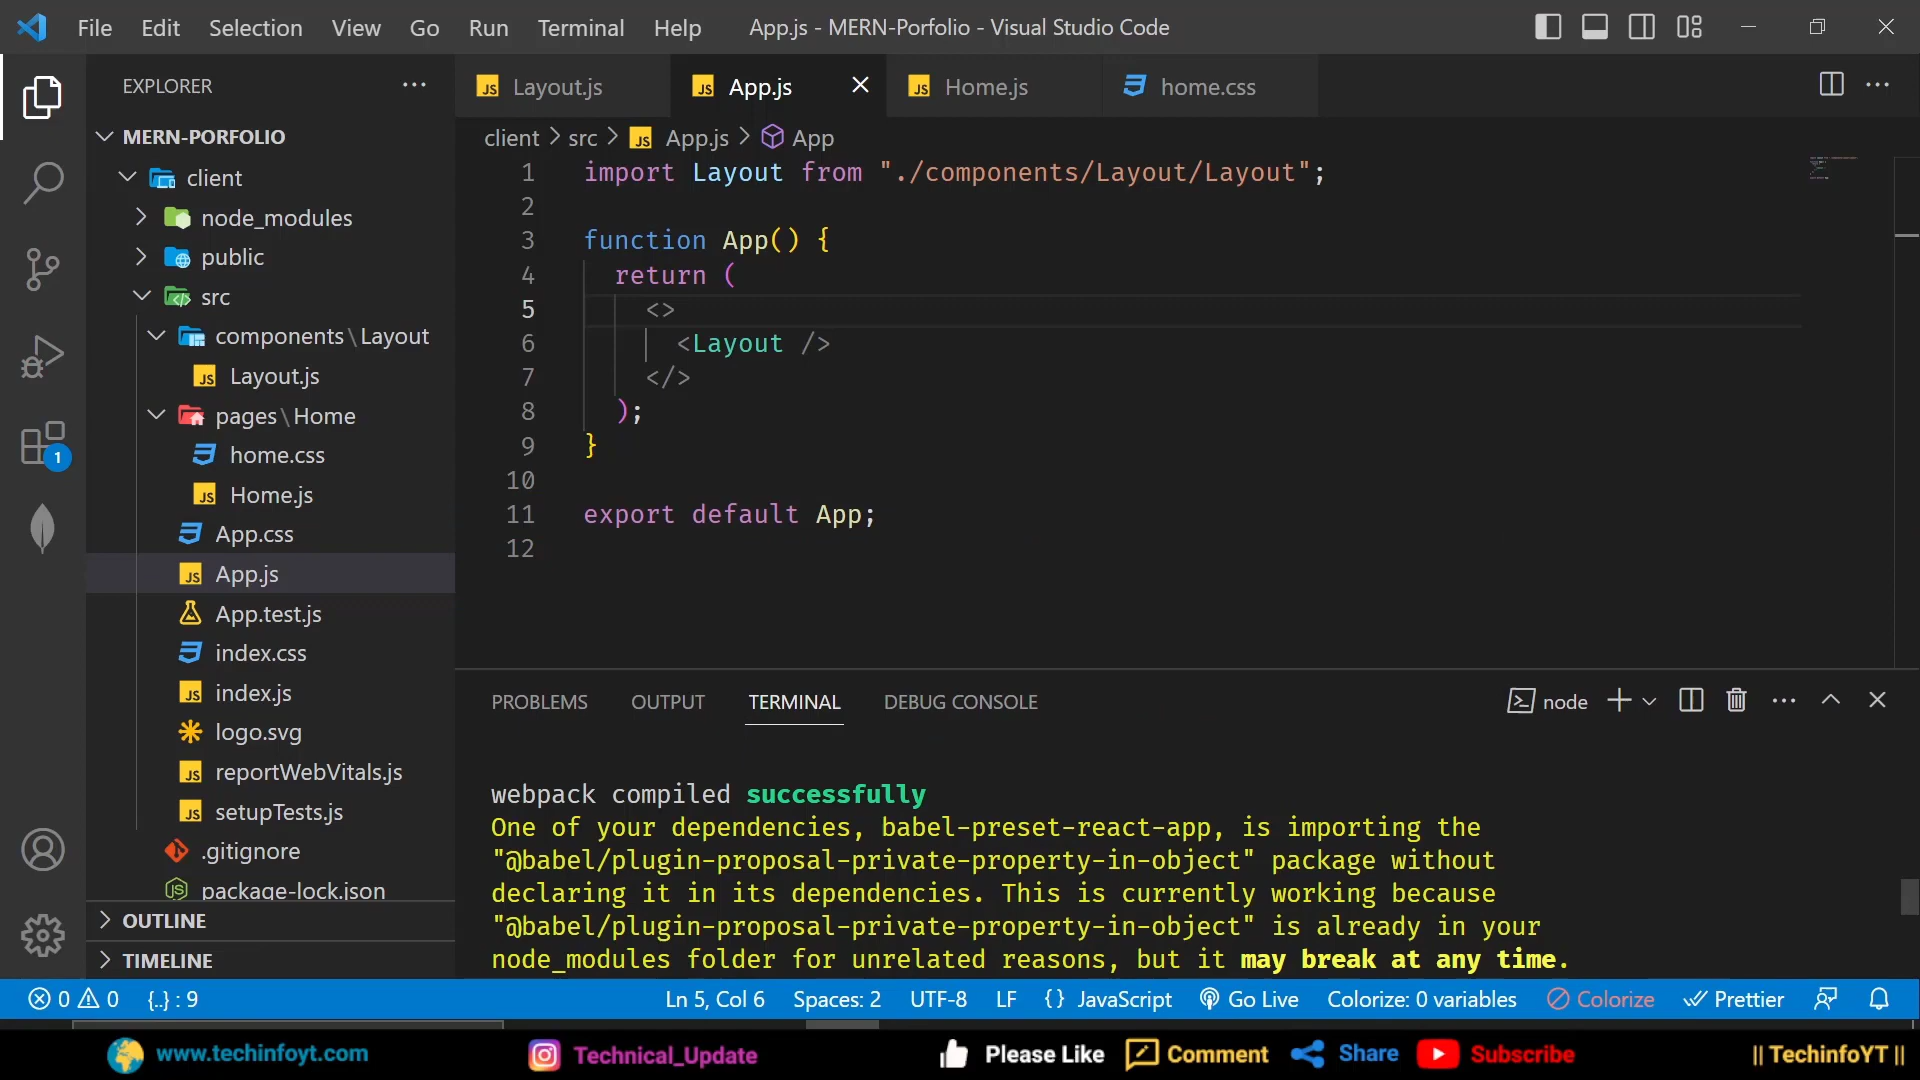 File Edit Selection View Go Run Terminal Help App.js - MERN-Porfolio - Visual Studio Code
EXPLORER
MERN-PORFOLIO
client
node_modules
public
src
components\Layout
Layout.js
pages\Home
home.css
Home.js
App.css
App.js
App.test.js
index.css
index.js
logo.svg
reportWebVitals.js
setupTests.js
.gitignore
package-lock.json
OUTLINE
TIMELINE
1
Layout.js App.js Home.js home.css
client > src > JS App.js > App
1 import Layout from "./components/Layout/Layout";
2
3 function App() {
4 return (
5 <>
6 <Layout />
7 </>
8 );
9 }
10
11 export default App;
12
PROBLEMS OUTPUT TERMINAL DEBUG CONSOLE node
webpack compiled successfully
One of your dependencies, babel-preset-react-app, is importing the
"@babel/plugin-proposal-private-property-in-object" package without
declaring it in its dependencies. This is currently working because
"@babel/plugin-proposal-private-property-in-object" is already in your
node_modules folder for unrelated reasons, but it may break at any time.
0 0 {..} : 9 Ln 5, Col 6 Spaces: 2 UTF-8 LF {} JavaScript Go Live Colorize: 0 variables Colorize Prettier
www.techinfoyt.com Technical_Update Please Like Comment Share Subscribe || TechinfoYT ||